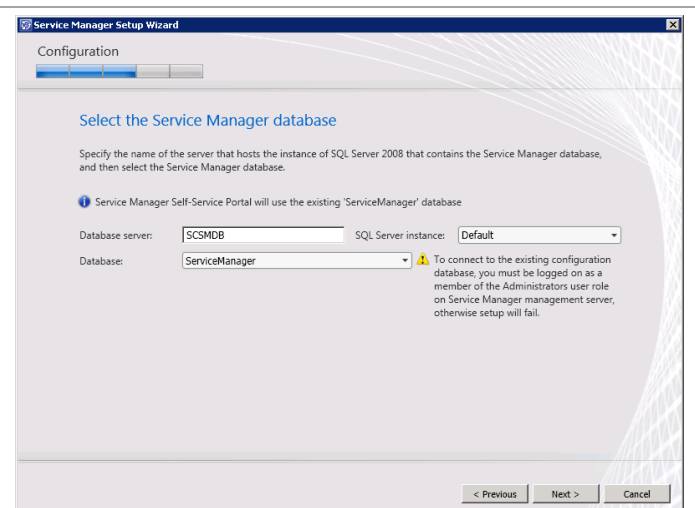 Service Manager Setup Wizard
Configuration
Select the Service Manager database
Specify the name of the server that hosts the instance of SQL Server 2008 that contains the Service Manager database,
and then select the Service Manager database.
Service Manager Self-Service Portal will use the existing 'ServiceManager' database
Database server: SCSMDB SQL Server instance: Default
Database: ServiceManager To connect to the existing configuration
database, you must be logged on as a
member of the Administrators user role
on Service Manager management server,
otherwise setup will fail.
< Previous Next > Cancel